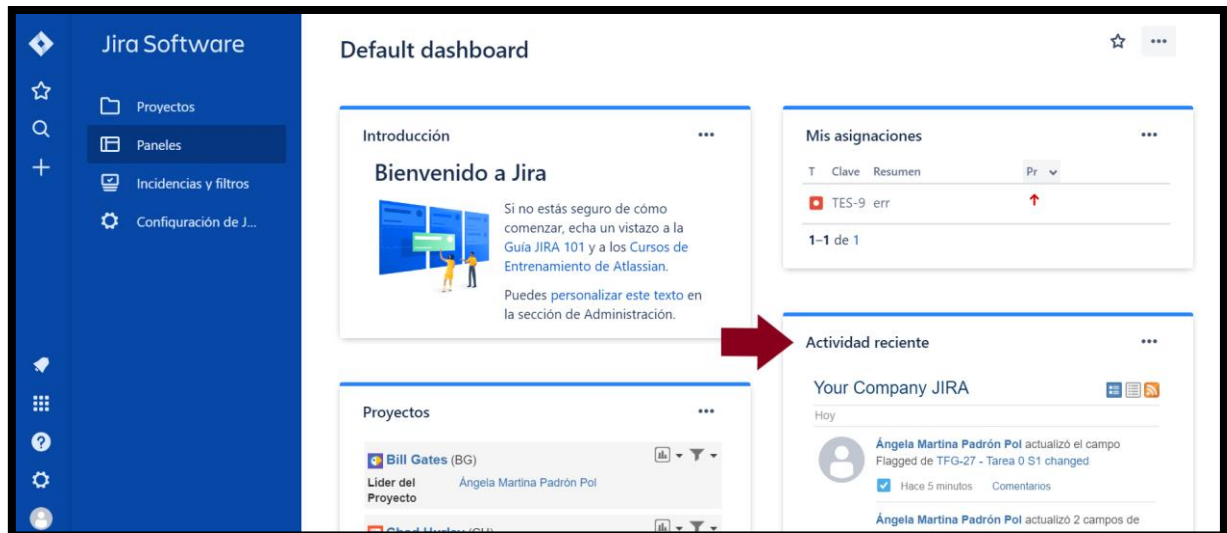 Jira Software
Proyectos
Paneles
Incidencias y filtros
Configuración de J...
Default dashboard
Introducción
Bienvenido a Jira
Si no estás seguro de cómo
comenzar, echa un vistazo a la
Guía JIRA 101 y a los Cursos de
Entrenamiento de Atlassian.
Puedes personalizar este texto en
la sección de Administración.
Proyectos
Bill Gates (BG)
Líder del
Proyecto
Ángela Martina Padrón Pol
Mis asignaciones
T Clave Resumen Pr
TES-9 err
1–1 de 1
Actividad reciente
Your Company JIRA
Hoy
Ángela Martina Padrón Pol actualizó el campo
Flagged de TFG-27 - Tarea 0 S1 changed
Hace 5 minutos Comentarios
Ángela Martina Padrón Pol actualizó 2 campos de